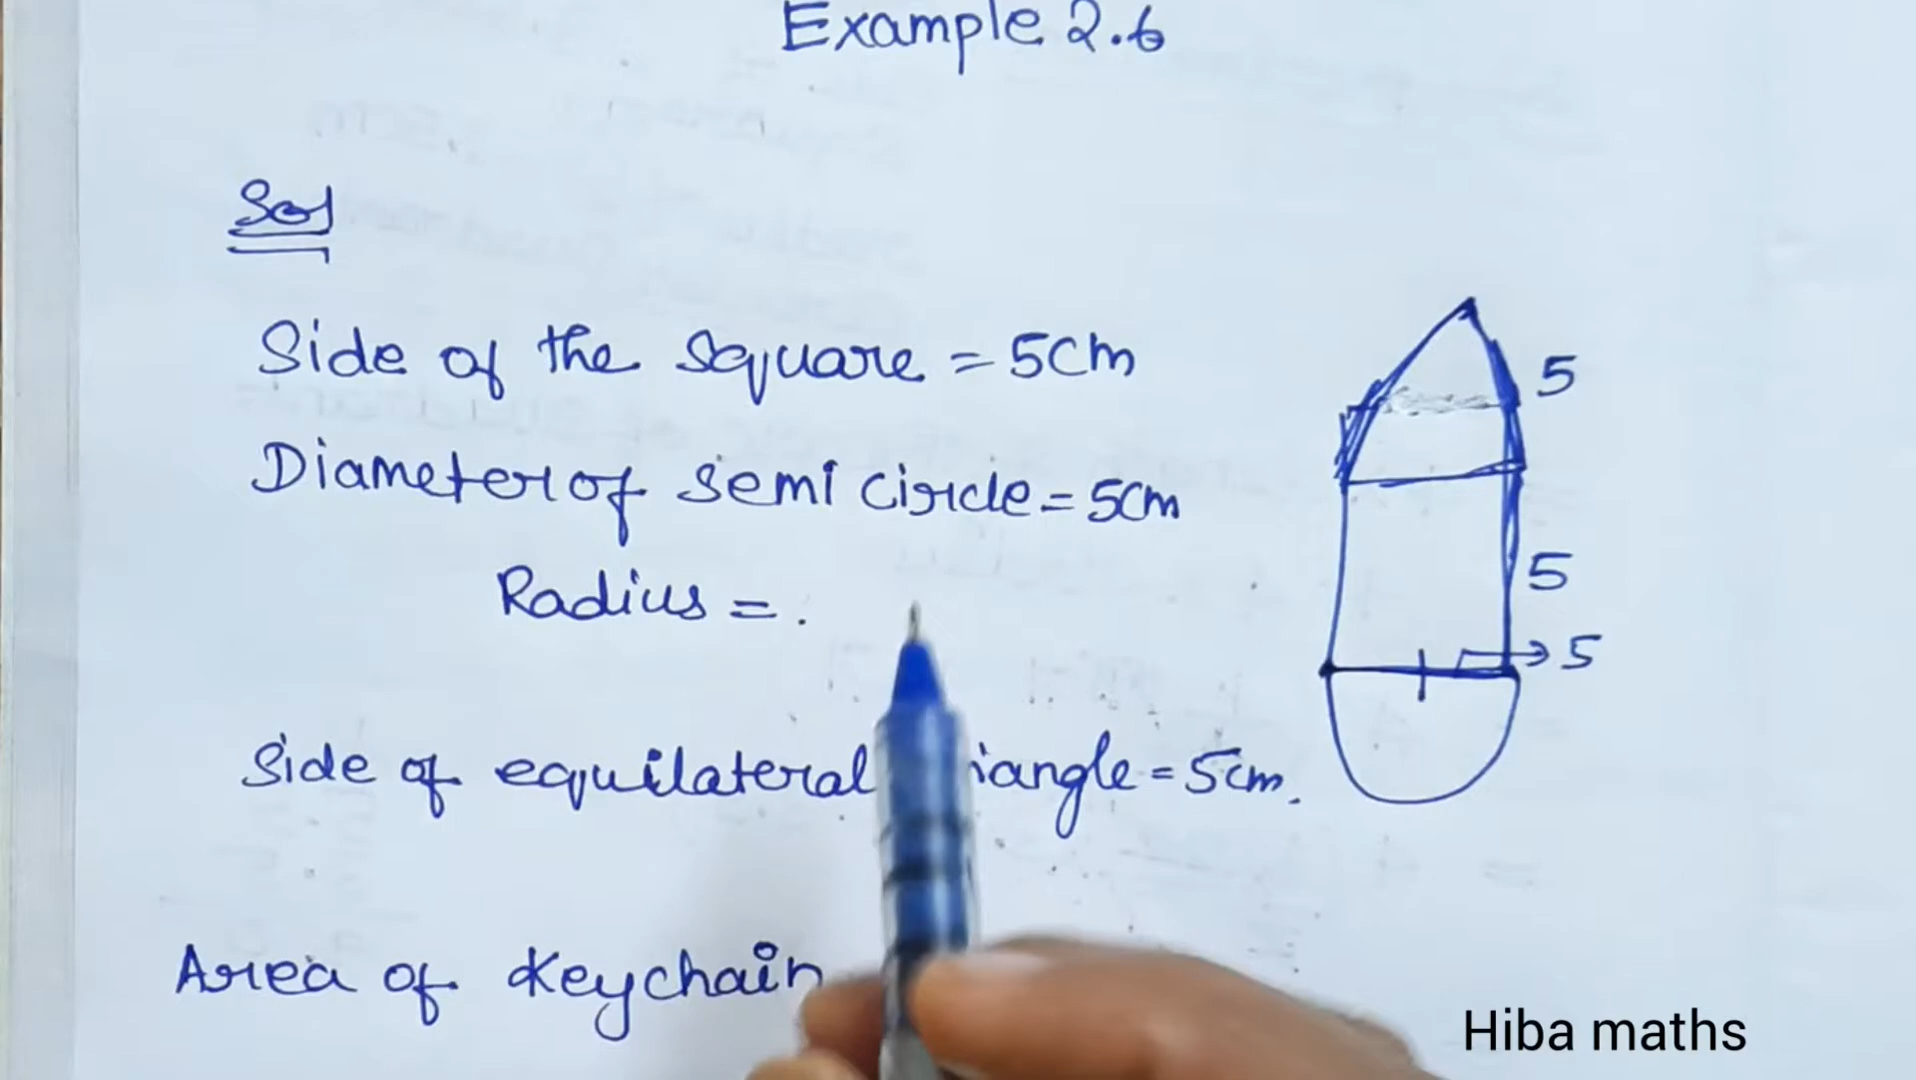 Example 2.6
Sol
Side of the square = 5cm
Diameter of semi circle = 5cm
Radius = .
Side of equilateral iangle = 5cm.
Area of Keychain
5
5
5
Hiba maths